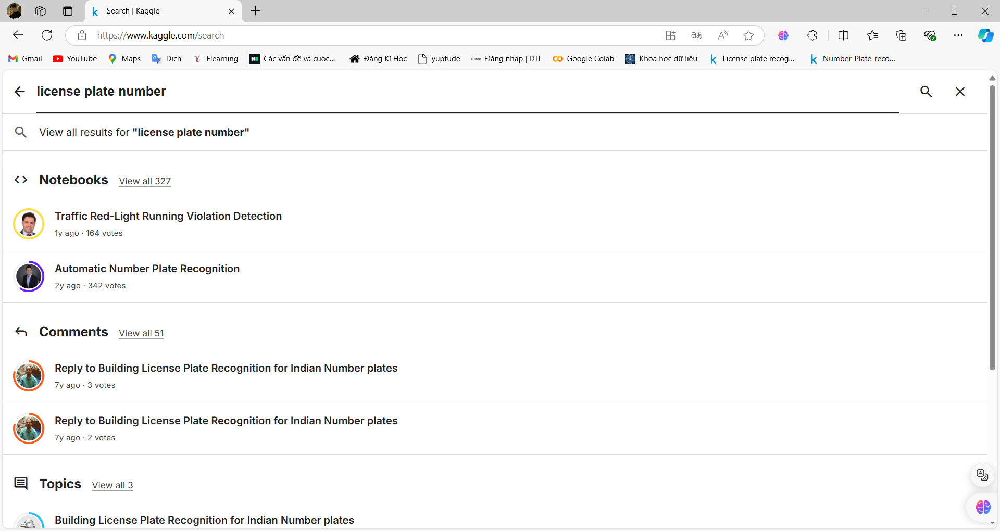 Search | Kaggle
https://www.kaggle.com/search
Gmail YouTube Maps Dịch Elearning Các vấn đề và cuộc... Đăng Kí Học yuptude Đăng nhập | DTL Google Colab Khoa học dữ liệu License plate recog... Number-Plate-reco...
license plate number
View all results for "license plate number"
Notebooks View all 327
Traffic Red-Light Running Violation Detection
1y ago · 164 votes
Automatic Number Plate Recognition
2y ago · 342 votes
Comments View all 51
Reply to Building License Plate Recognition for Indian Number plates
7y ago · 3 votes
Reply to Building License Plate Recognition for Indian Number plates
7y ago · 2 votes
Topics View all 3
Building License Plate Recognition for Indian Number plates